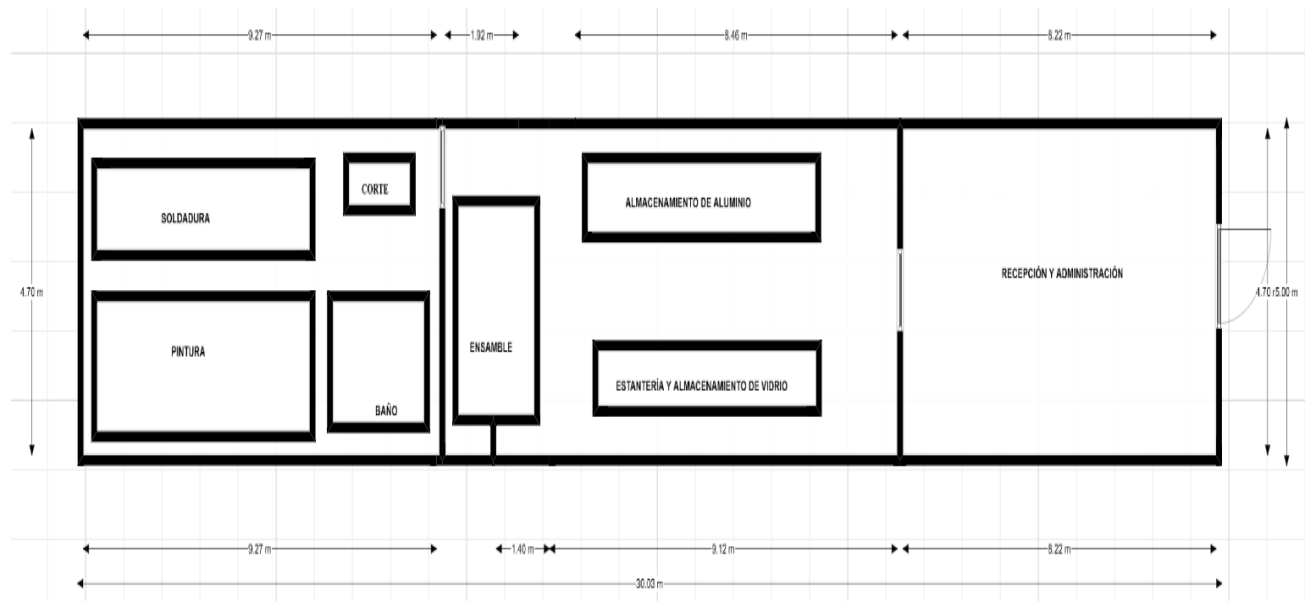 9.27 m
1.92 m
8.46 m
8.22 m
CORTE
SOLDADURA
ALMACENAMIENTO DE ALUMINIO
RECEPCIÓN Y ADMINISTRACIÓN
4.70 m
4.70 r5.00 m
ENSAMBLE
PINTURA
ESTANTERÍA Y ALMACENAMIENTO DE VIDRIO
BAÑO
9.27 m
1.40 m
9.12 m
8.22 m
30.03 m